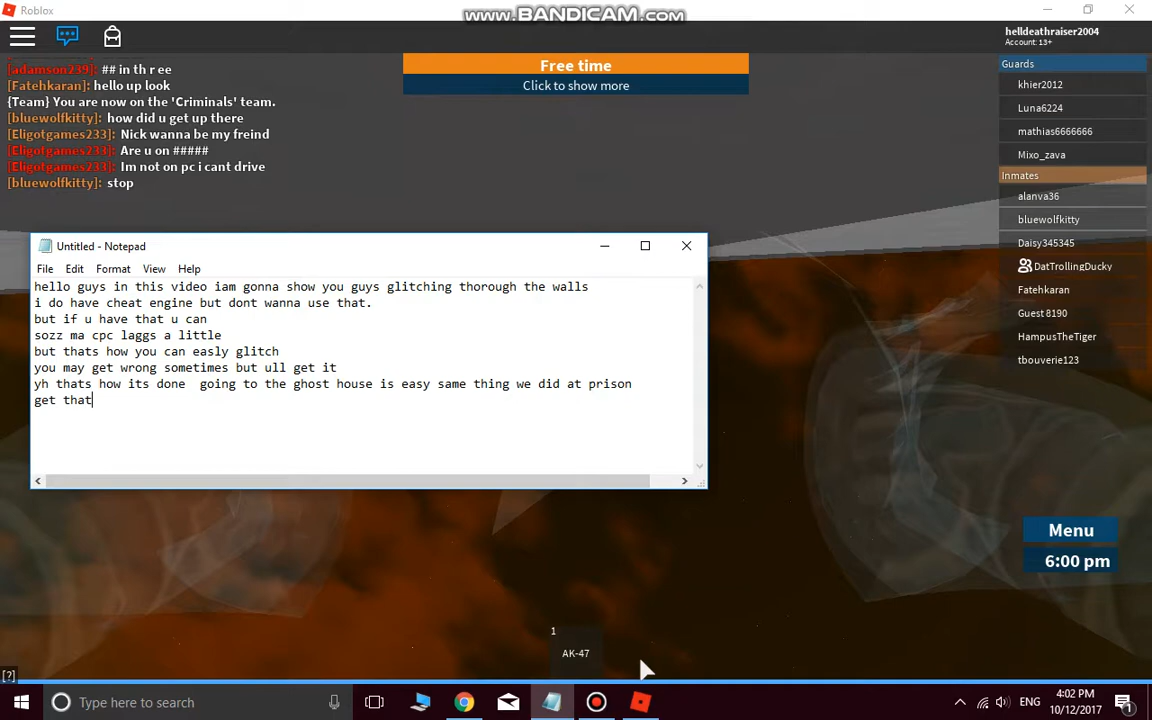 Roblox
www.BANDICAM.com
helldeathraiser2004
Account: 13+
[adamson239]: ## in th r ee
[Fatehkaran]: hello up look
{Team} You are now on the 'Criminals' team.
[bluewolfkitty]: how did u get up there
[Eligotgames233]: Nick wanna be my freind
[Eligotgames233]: Are u on #####
[Eligotgames233]: Im not on pc i cant drive
[bluewolfkitty]: stop
Free time
Click to show more
Guards
khier2012
Luna6224
mathias6666666
Mixo_zava
Inmates
alanva36
bluewolfkitty
Daisy345345
DatTrollingDucky
Fatehkaran
Guest 8190
HampusTheTiger
tbouverie123
Untitled - Notepad
File Edit Format View Help
hello guys in this video iam gonna show you guys glitching thorough the walls
i do have cheat engine but dont wanna use that.
but if u have that u can
sozz ma cpc laggs a little
but thats how you can easly glitch
you may get wrong sometimes but ull get it
yh thats how its done  going to the ghost house is easy same thing we did at prison
get that
Menu
6:00 pm
1
AK-47
[?]
Type here to search
ENG
4:02 PM
10/12/2017
1